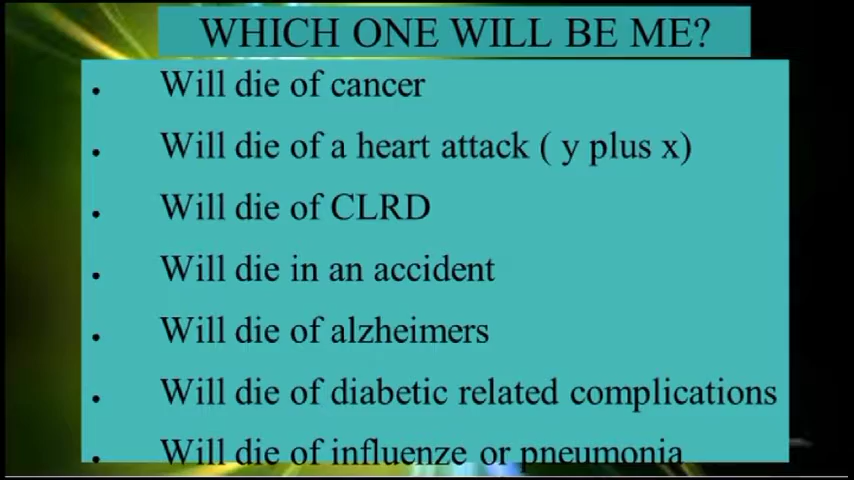 WHICH ONE WILL BE ME?
• Will die of cancer
• Will die of a heart attack ( y plus x)
• Will die of CLRD
• Will die in an accident
• Will die of alzheimers
• Will die of diabetic related complications
• Will die of influenze or pneumonia